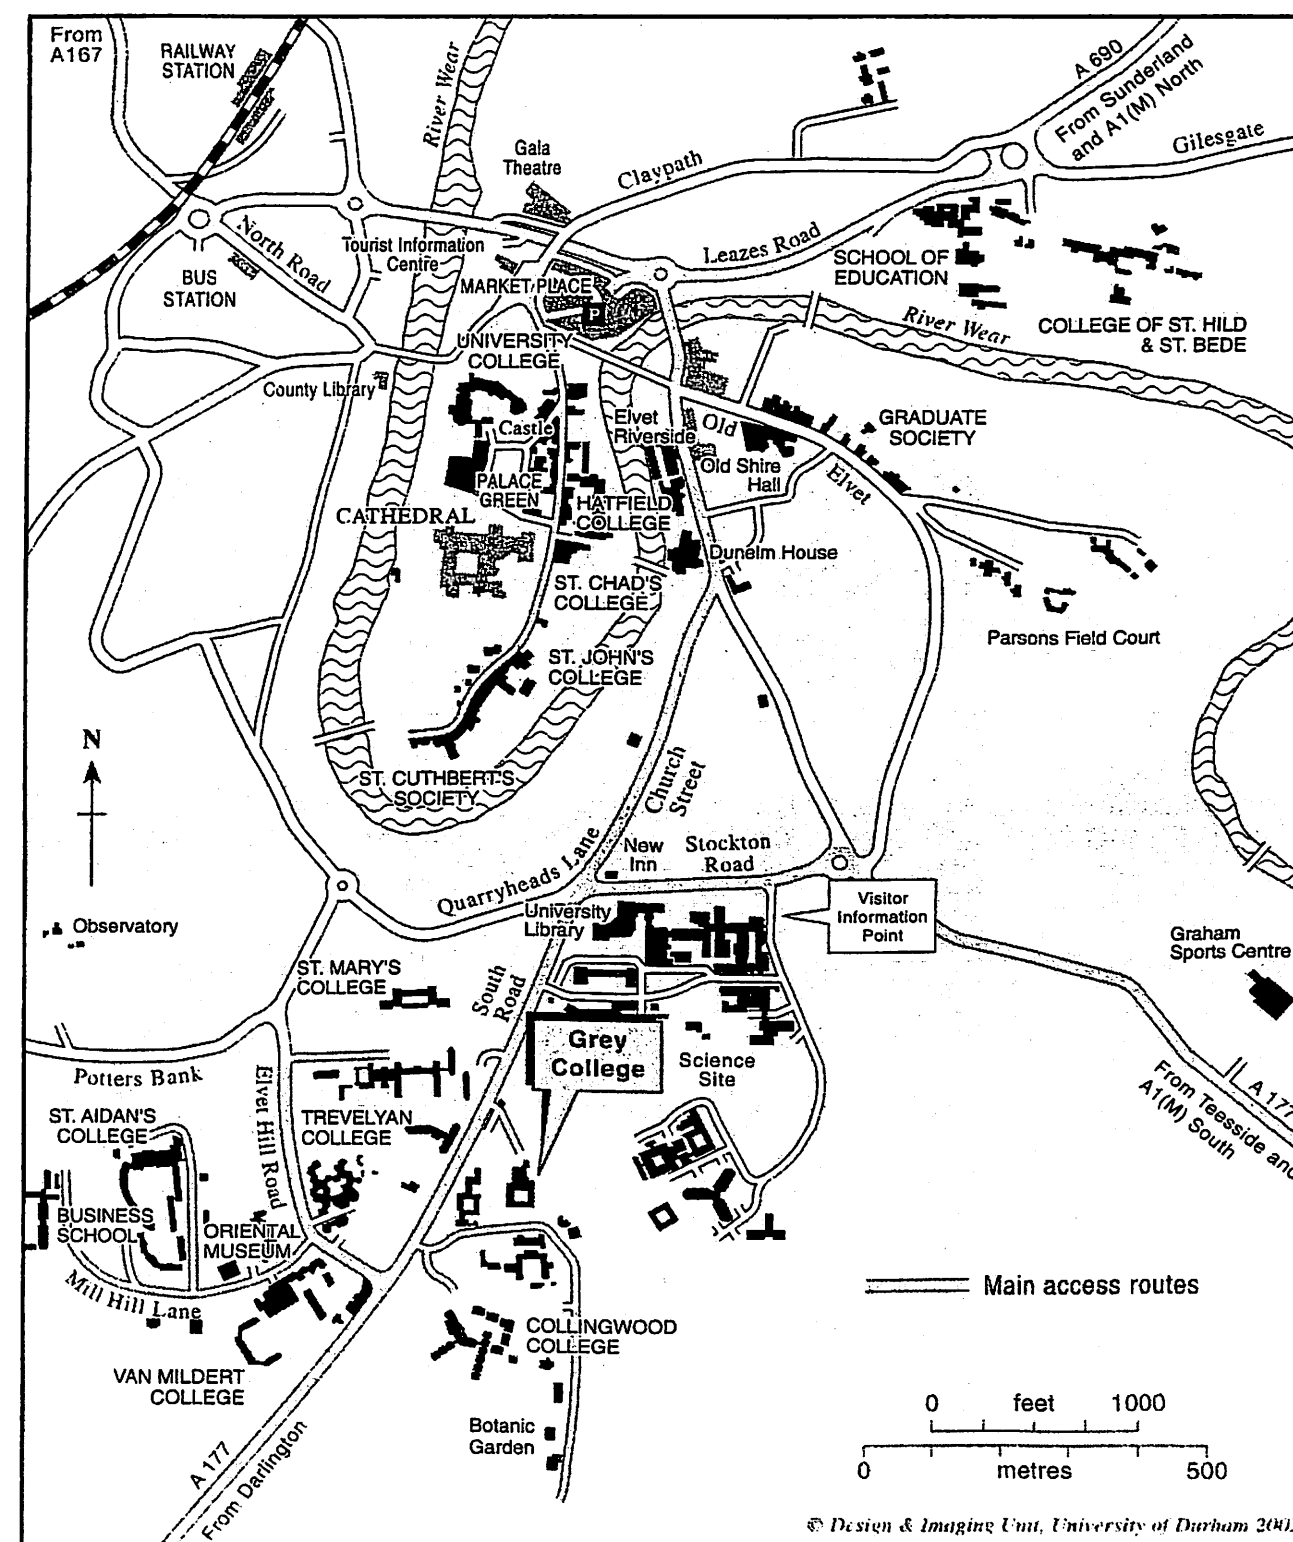 From
A167
RAILWAY
STATION
River Wear
A 690
From Sunderland
and A1(M) North
Gilesgate
Gala
Theatre
Claypath
North Road
Tourist Information
Centre
Leazes Road
SCHOOL OF
EDUCATION
BUS
STATION
MARKET PLACE
P
River Wear
COLLEGE OF ST. HILD
& ST. BEDE
UNIVERSITY
COLLEGE
County Library
Castle
Elvet
Riverside
Old
Elvet
GRADUATE
SOCIETY
Old Shire
Hall
PALACE
GREEN
HATFIELD
COLLEGE
CATHEDRAL
Dunelm House
ST. CHAD'S
COLLEGE
Parsons Field Court
ST. JOHN'S
COLLEGE
N
ST. CUTHBERT'S
SOCIETY
Church
Street
New
Inn
Stockton
Road
Quarryheads Lane
University
Library
Visitor
Information
Point
Observatory
Graham
Sports Centre
ST. MARY'S
COLLEGE
South
Road
Grey
College
Science
Site
Potters Bank
Elvet Hill Road
From Teesside and
A1(M) South
A 177
ST. AIDAN'S
COLLEGE
TREVELYAN
COLLEGE
BUSINESS
SCHOOL
ORIENTAL
MUSEUM
Mill Hill Lane
Main access routes
COLLINGWOOD
COLLEGE
VAN MILDERT
COLLEGE
Botanic
Garden
A 177
From Darlington
0 feet 1000
0 metres 500
© Design & Imaging Unit, University of Durham